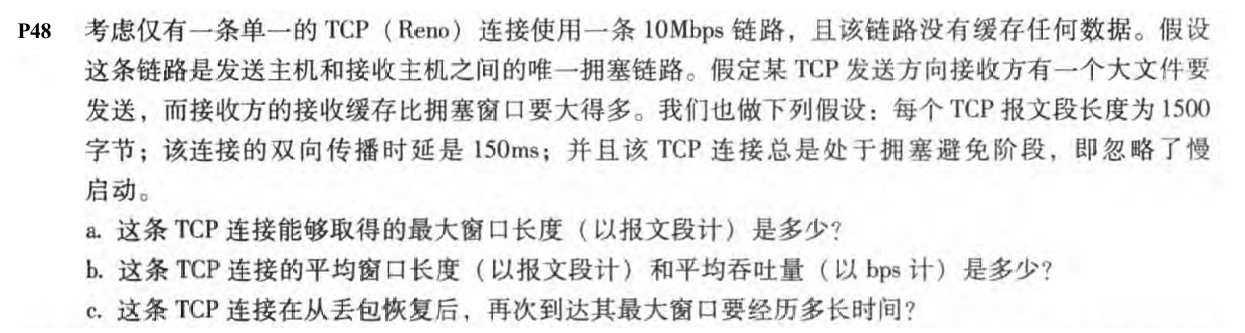 P48 考虑仅有一条单一的 TCP（Reno）连接使用一条 10Mbps 链路，且该链路没有缓存任何数据。假设
这条链路是发送主机和接收主机之间的唯一拥塞链路。假定某 TCP 发送方向接收方有一个大文件要
发送，而接收方的接收缓存比拥塞窗口要大得多。我们也做下列假设：每个 TCP 报文段长度为 1500
字节；该连接的双向传播时延是 150ms；并且该 TCP 连接总是处于拥塞避免阶段，即忽略了慢
启动。
a. 这条 TCP 连接能够取得的最大窗口长度（以报文段计）是多少？
b. 这条 TCP 连接的平均窗口长度（以报文段计）和平均吞吐量（以 bps 计）是多少？
c. 这条 TCP 连接在从丢包恢复后，再次到达其最大窗口要经历多长时间？